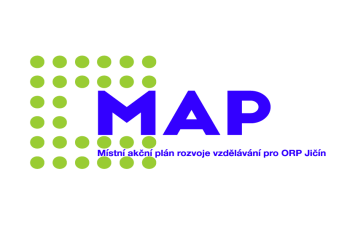 MAP
Místní akční plán rozvoje vzdělávání pro ORP Jičín